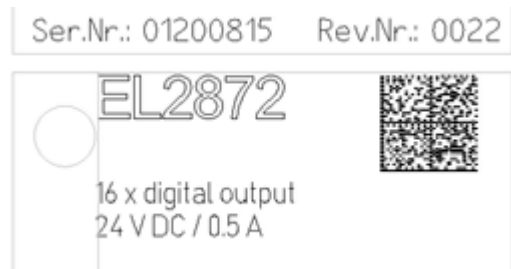 Ser.Nr.: 01200815 Rev.Nr.: 0022
EL2872
16 x digital output
24 V DC / 0.5 A